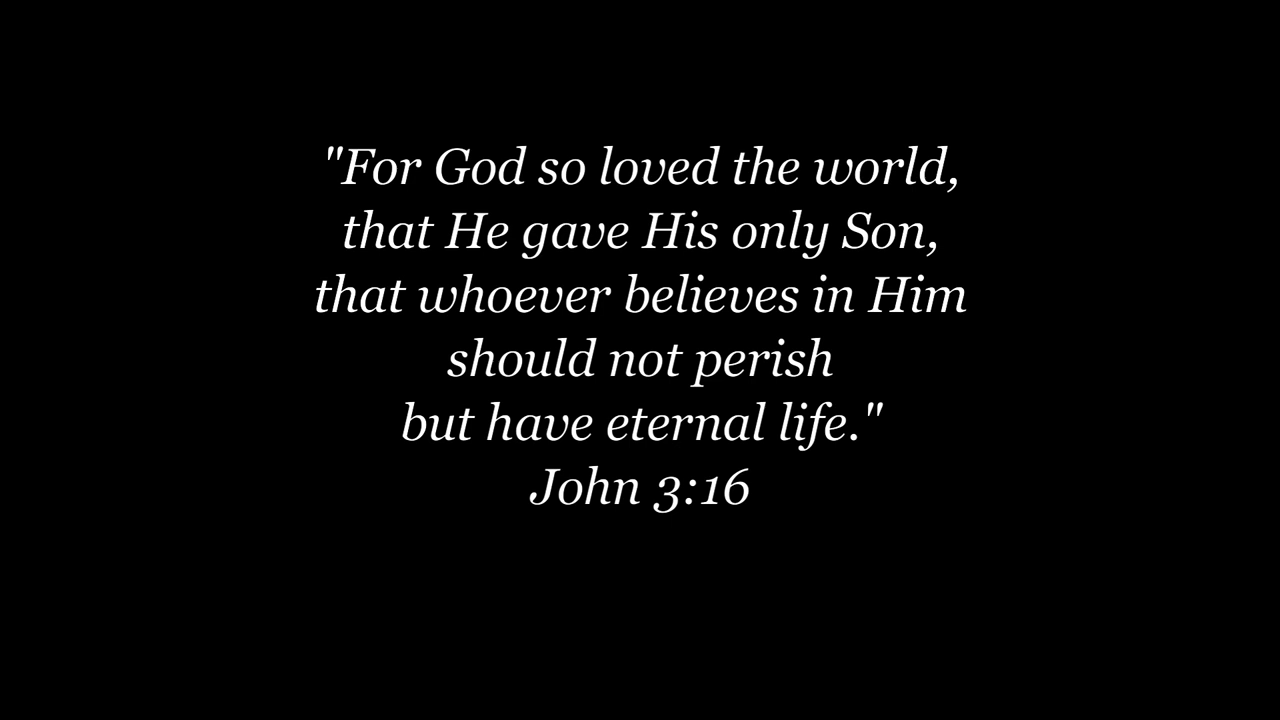 "For God so loved the world,
that He gave His only Son,
that whoever believes in Him
should not perish
but have eternal life."
John 3:16